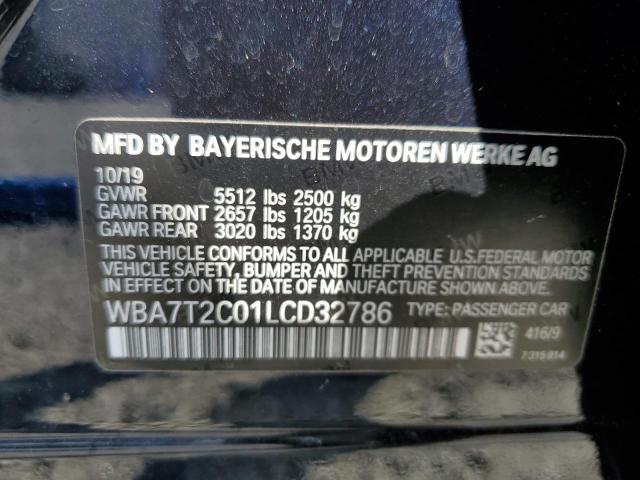 MFD BY BAYERISCHE MOTOREN WERKE AG
10/19
GVWR 5512 lbs 2500 kg
GAWR FRONT 2657 lbs 1205 kg
GAWR REAR 3020 lbs 1370 kg
THIS VEHICLE CONFORMS TO ALL APPLICABLE U.S. FEDERAL MOTOR
VEHICLE SAFETY, BUMPER AND THEFT PREVENTION STANDARDS
IN EFFECT ON THE DATE OF MANUFACTURE SHOWN ABOVE.
WBA7T2C01LCD32786 TYPE: PASSENGER CAR
416/9
7315814